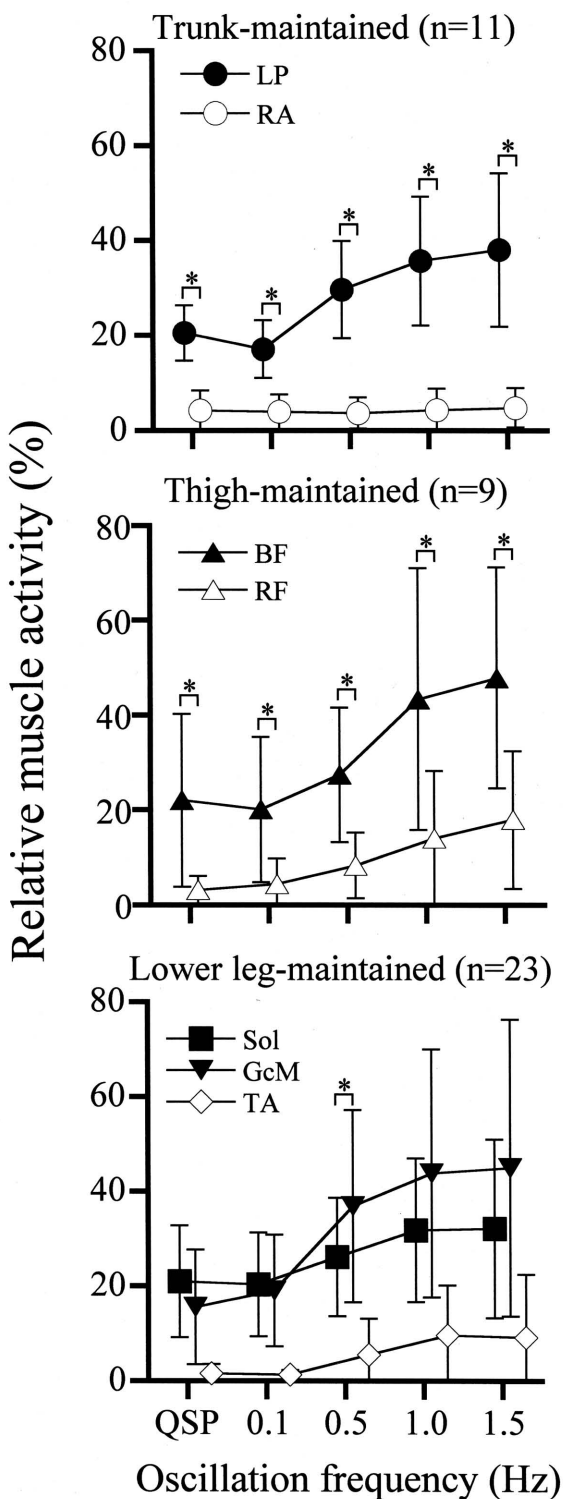 Trunk-maintained (n=11)
80
LP
RA
60
40
20
0
* * * * *
Thigh-maintained (n=9)
80
BF
RF
60
40
20
0
* * * * *
Lower leg-maintained (n=23)
80
Sol
GcM
TA
60
40
20
0
*
QSP 0.1 0.5 1.0 1.5
Oscillation frequency (Hz)
Relative muscle activity (%)